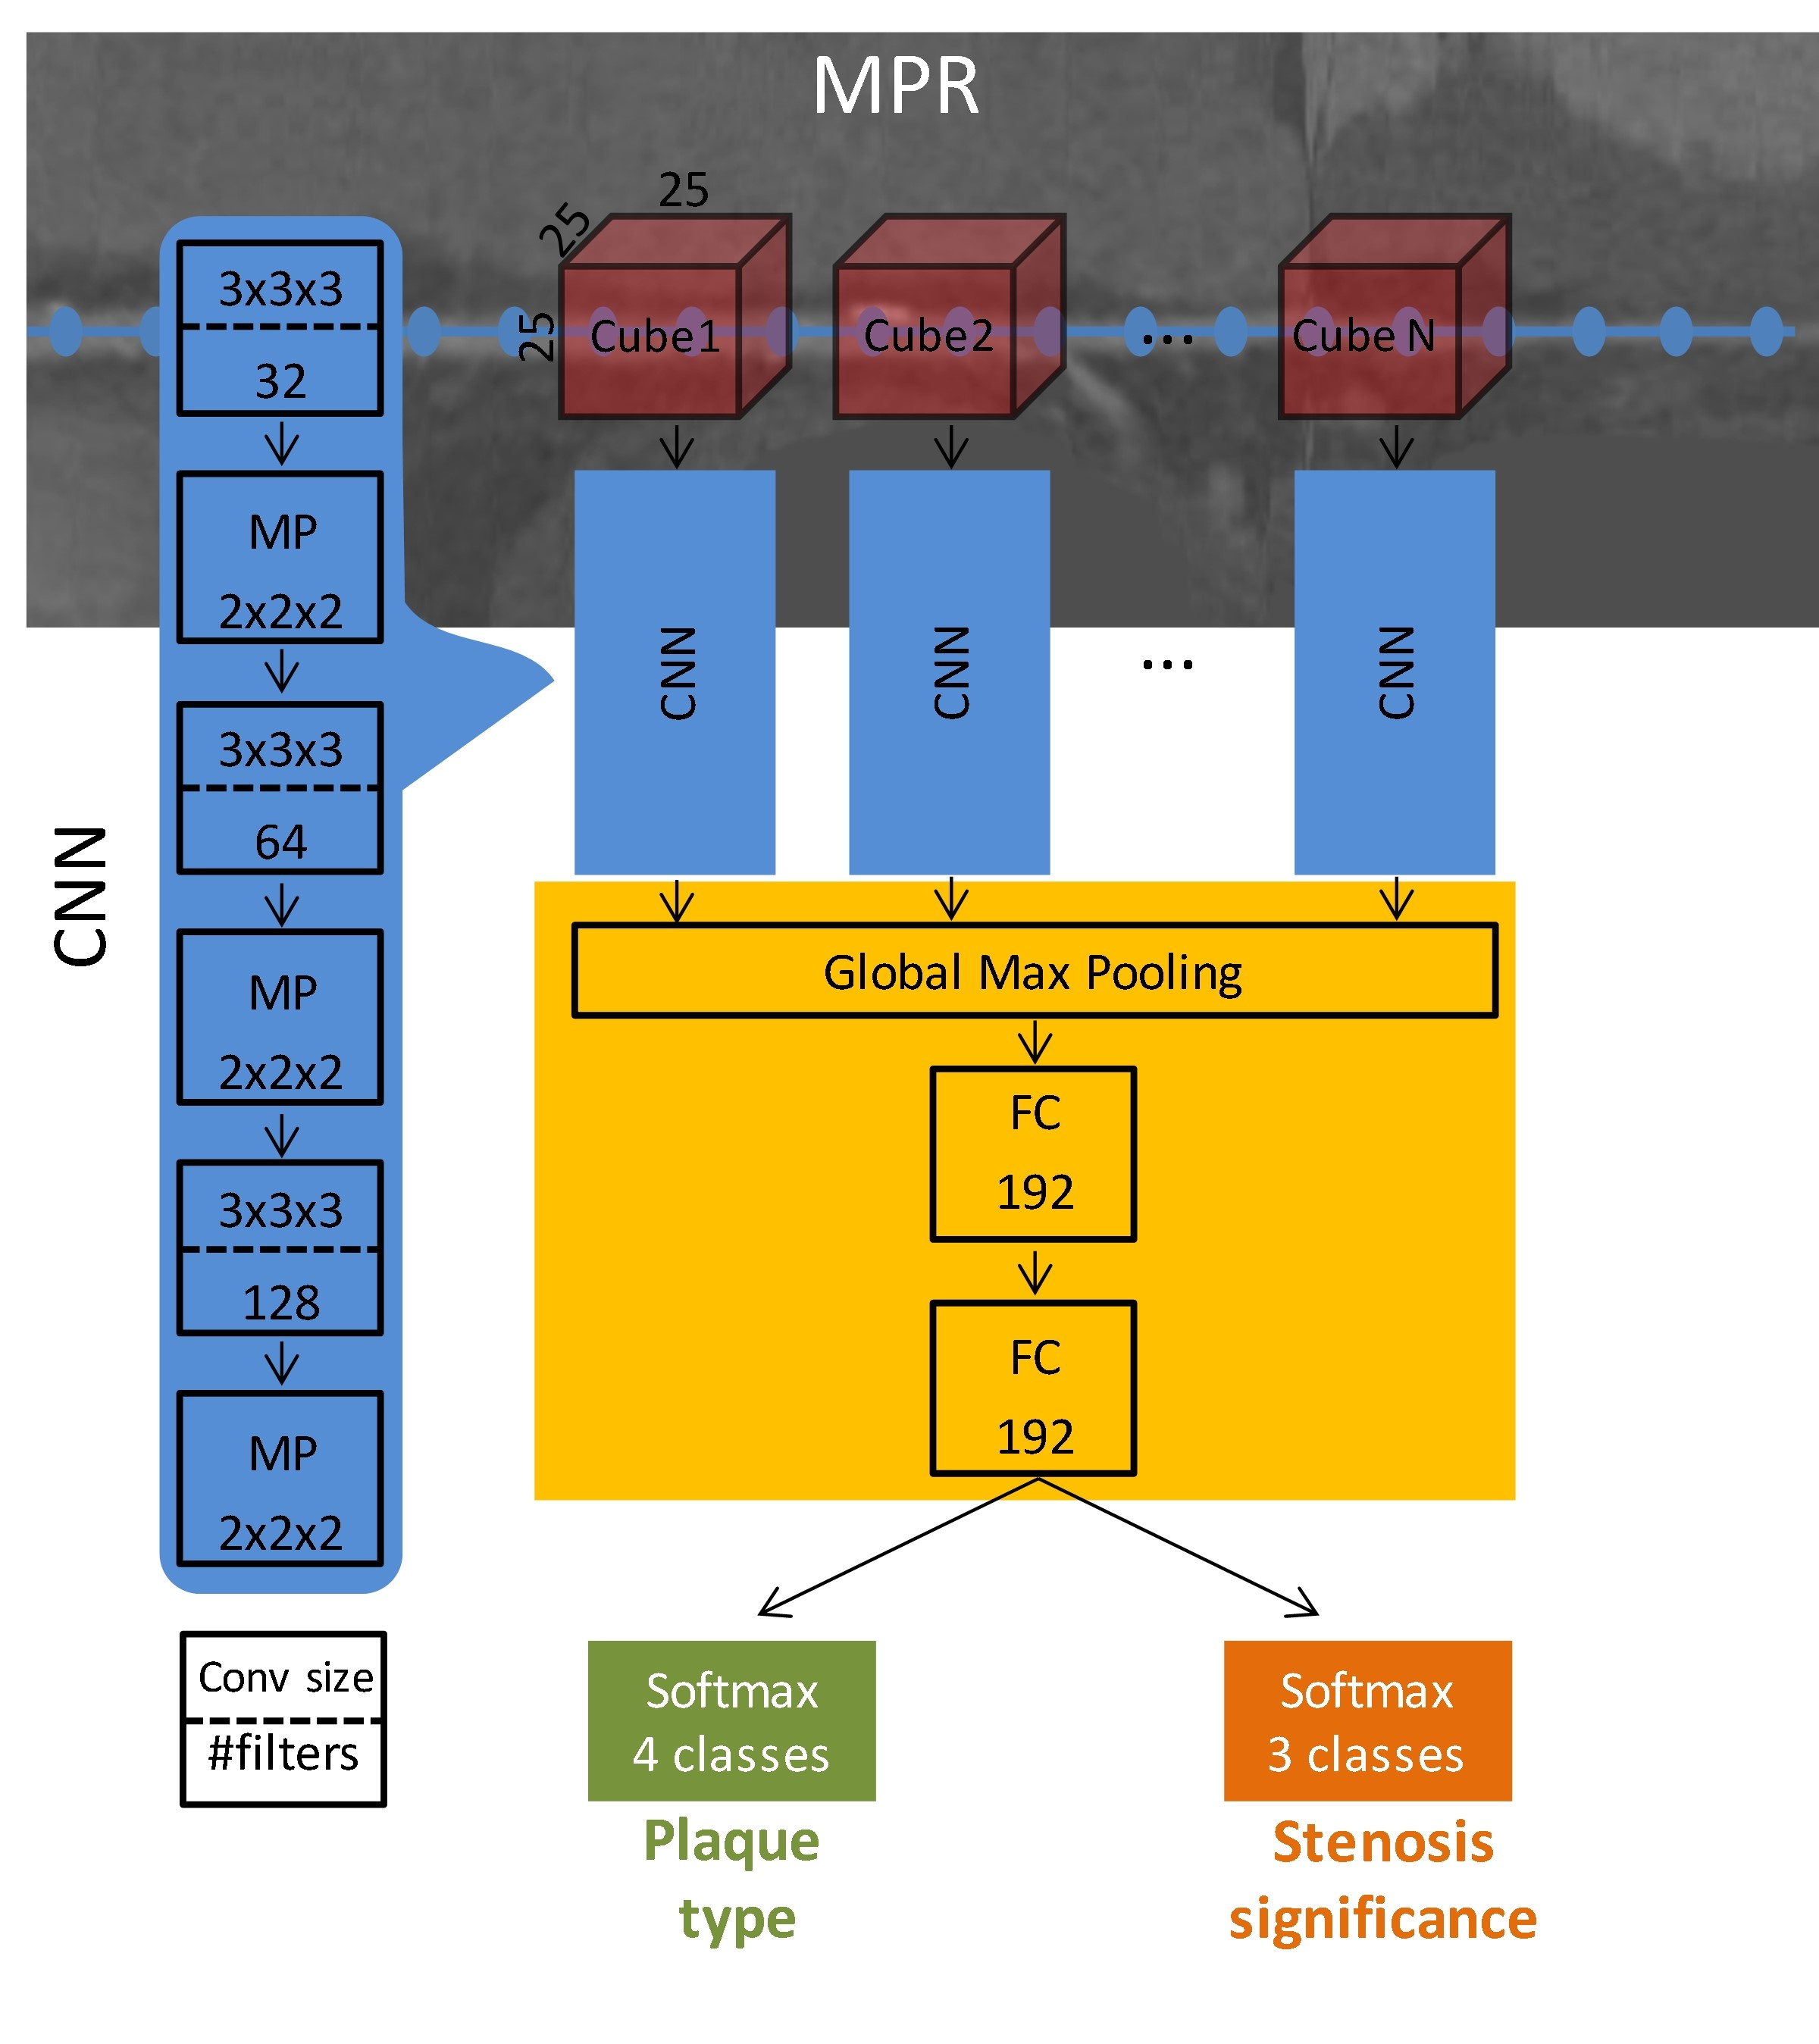 MPR
25
25
25
Cube1
Cube2
...
Cube N
3x3x3
32
MP
2x2x2
3x3x3
64
MP
2x2x2
3x3x3
128
MP
2x2x2
CNN
Conv size
#filters
CNN
CNN
...
CNN
Global Max Pooling
FC
192
FC
192
Softmax
4 classes
Plaque
type
Softmax
3 classes
Stenosis
significance